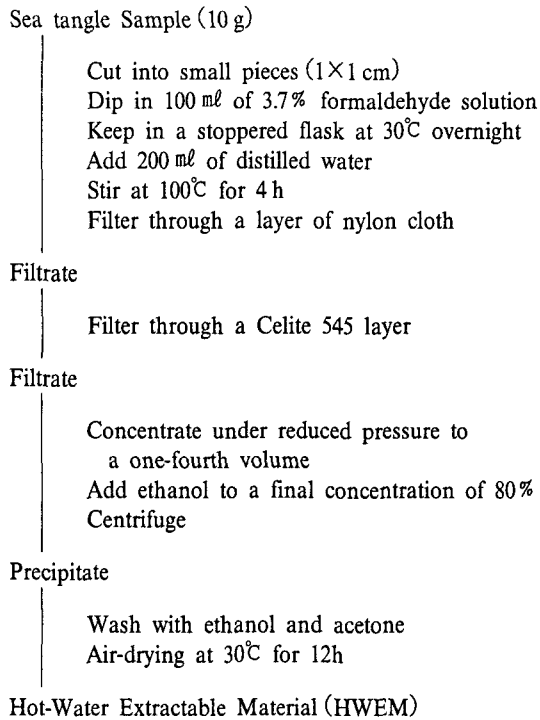 Sea tangle Sample (10 g)
Cut into small pieces (1×1 cm)
Dip in 100 mℓ of 3.7% formaldehyde solution
Keep in a stoppered flask at 30℃ overnight
Add 200 mℓ of distilled water
Stir at 100℃ for 4 h
Filter through a layer of nylon cloth
Filtrate
Filter through a Celite 545 layer
Filtrate
Concentrate under reduced pressure to
a one-fourth volume
Add ethanol to a final concentration of 80%
Centrifuge
Precipitate
Wash with ethanol and acetone
Air-drying at 30℃ for 12h
Hot-Water Extractable Material (HWEM)